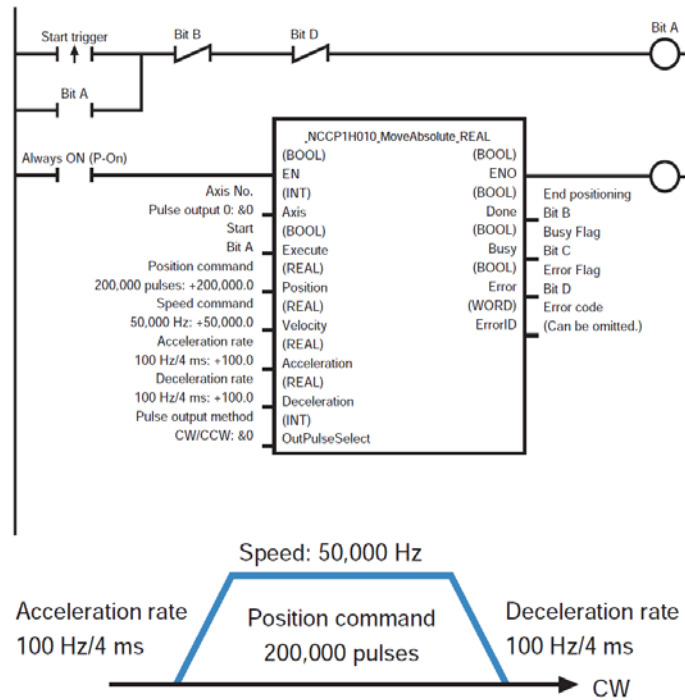 Start trigger
Bit B
Bit D
Bit A
Bit A
Always ON (P-On)
_NCCP1H010_MoveAbsolute_REAL
(BOOL) (BOOL)
EN ENO
Axis No. (INT) (BOOL) End positioning
Pulse output 0: &0 Axis Done Bit B
Start (BOOL) (BOOL) Busy Flag
Bit A Execute Busy Bit C
Position command (REAL) (BOOL) Error Flag
200,000 pulses: +200,000.0 Position Error Bit D
Speed command (REAL) (WORD) Error code
50,000 Hz: +50,000.0 Velocity ErrorID (Can be omitted.)
Acceleration rate (REAL)
100 Hz/4 ms: +100.0 Acceleration
Deceleration rate (REAL)
100 Hz/4 ms: +100.0 Deceleration
Pulse output method (INT)
CW/CCW: &0 OutPulseSelect
Speed: 50,000 Hz
Acceleration rate
100 Hz/4 ms
Position command
200,000 pulses
Deceleration rate
100 Hz/4 ms
CW